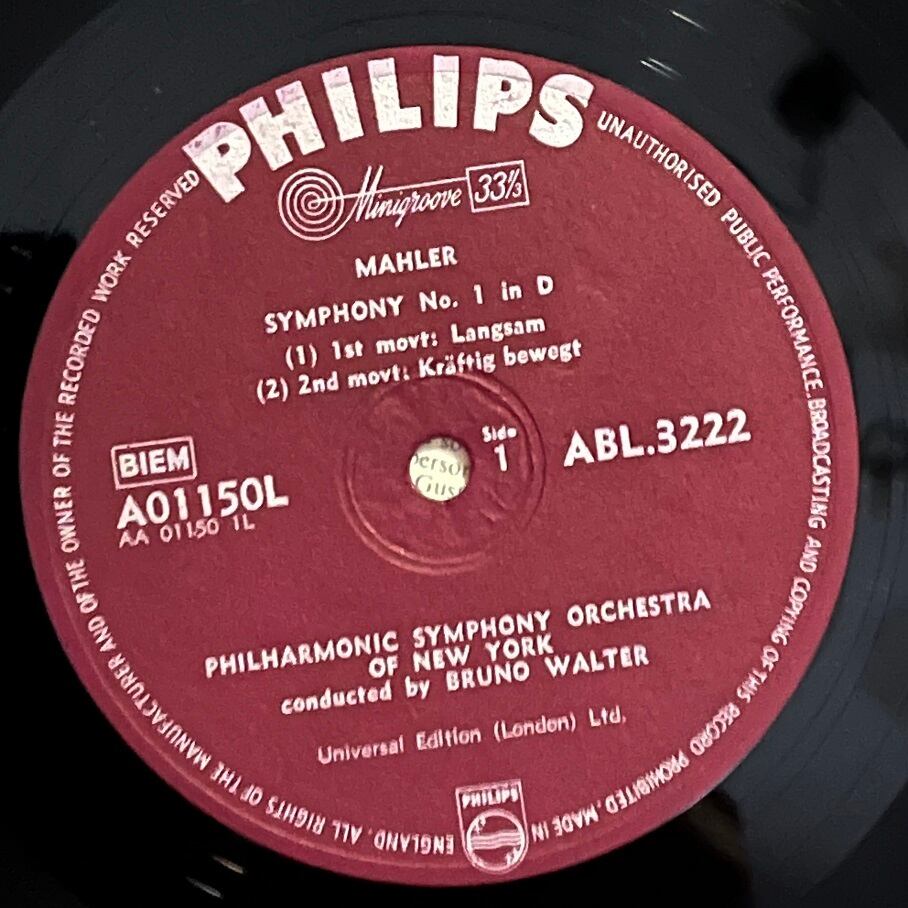 PHILIPS
Minigroove 33⅓
MAHLER
SYMPHONY No. 1 in D
(1) 1st movt: Langsam
(2) 2nd movt: Kräftig bewegt
BIEM
A01150L
AA 01150 1L
Side
1
ABL.3222
PHILHARMONIC SYMPHONY ORCHESTRA
OF NEW YORK
conducted by BRUNO WALTER
Universal Edition (London) Ltd.
PHILIPS
ALL RIGHTS OF THE MANUFACTURER AND OF THE OWNER OF THE RECORDED WORK RESERVED
UNAUTHORISED PUBLIC PERFORMANCE, BROADCASTING AND COPYING OF THIS RECORD PROHIBITED. MADE IN ENGLAND.